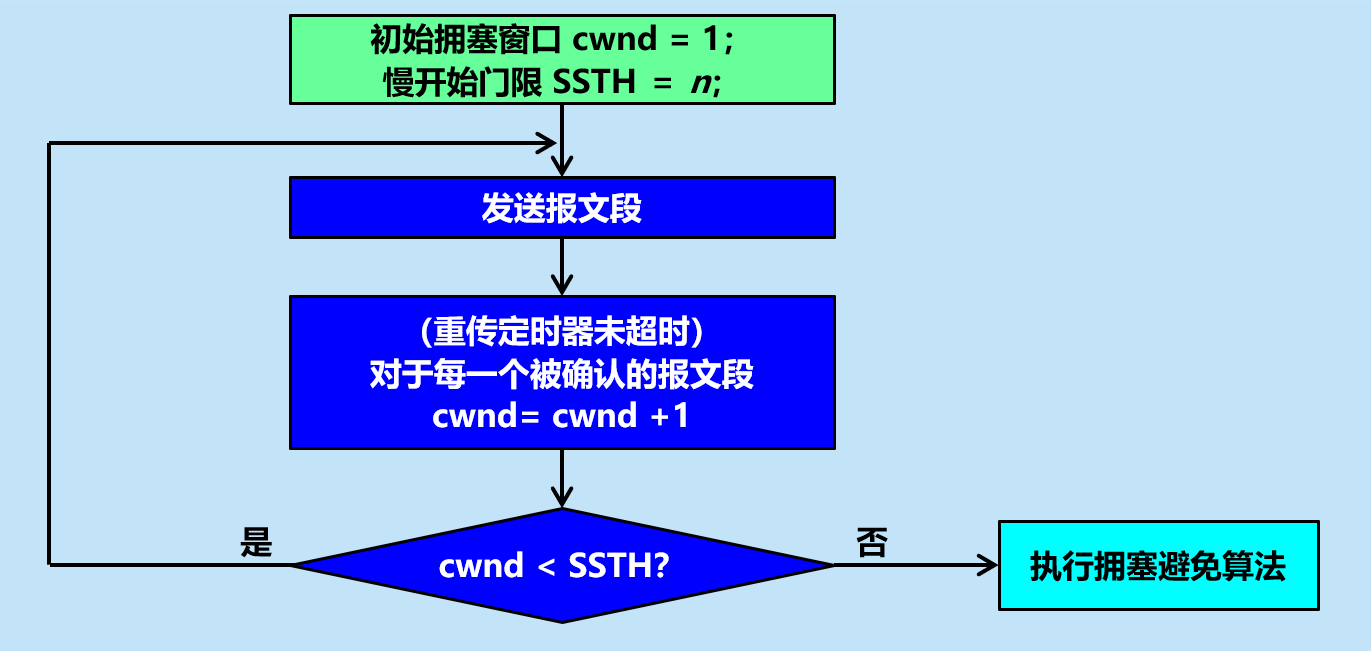 初始拥塞窗口 cwnd = 1;
慢开始门限 SSTH = n;
发送报文段
(重传定时器未超时)
对于每一个被确认的报文段
cwnd= cwnd +1
是
cwnd < SSTH?
否
执行拥塞避免算法